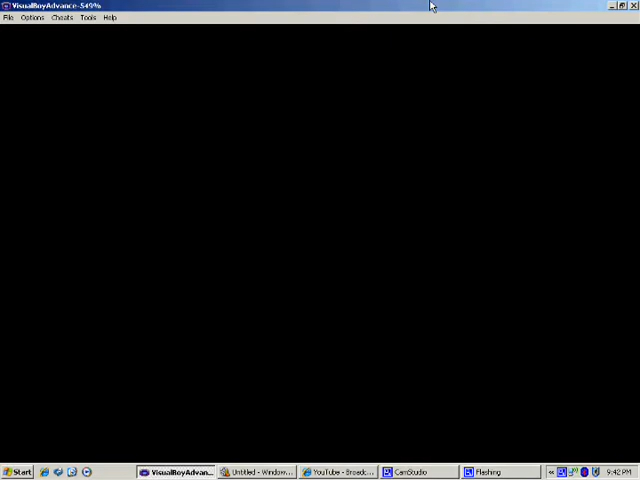 VisualBoyAdvance-549%
File Options Cheats Tools Help
Start VisualBoyAdvan... Untitled - Window... YouTube - Broadc... CamStudio Flashing « 9:42 PM